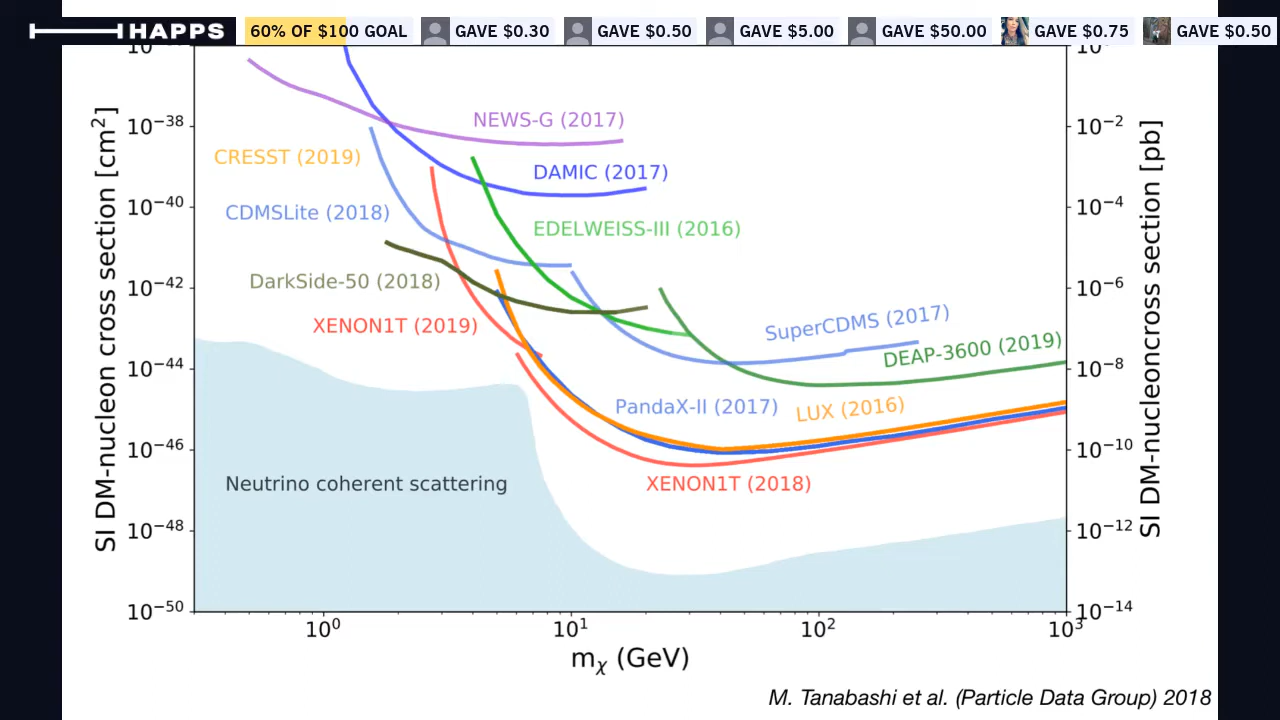 HAPPS
60% OF $100 GOAL
GAVE $0.30
GAVE $0.50
GAVE $5.00
GAVE $50.00
GAVE $0.75
GAVE $0.50
SI DM-nucleon cross section [cm²]
10⁻³⁸
10⁻⁴⁰
10⁻⁴²
10⁻⁴⁴
10⁻⁴⁶
10⁻⁴⁸
10⁻⁵⁰
NEWS-G (2017)
CRESST (2019)
DAMIC (2017)
CDMSLite (2018)
EDELWEISS-III (2016)
DarkSide-50 (2018)
XENON1T (2019)
SuperCDMS (2017)
DEAP-3600 (2019)
PandaX-II (2017)
LUX (2016)
Neutrino coherent scattering
XENON1T (2018)
10⁻²
10⁻⁴
10⁻⁶
10⁻⁸
10⁻¹⁰
10⁻¹²
10⁻¹⁴
SI DM-nucleoncross section [pb]
10⁰
10¹
10²
10³
mᵪ (GeV)
M. Tanabashi et al. (Particle Data Group) 2018